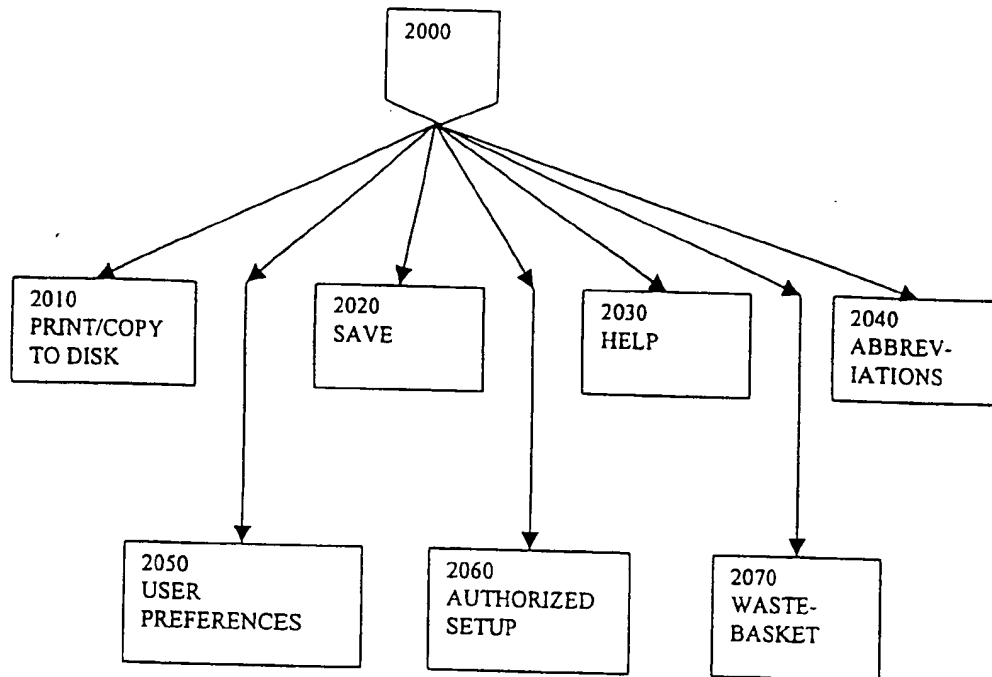 2000
2010
PRINT/COPY
TO DISK
2020
SAVE
2030
HELP
2040
ABBREV-
IATIONS
2050
USER
PREFERENCES
2060
AUTHORIZED
SETUP
2070
WASTE-
BASKET